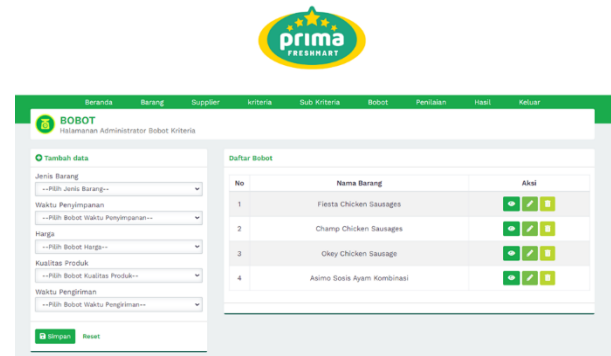 prima
FRESHMART
Beranda Barang Supplier kriteria Sub Kriteria Bobot Penilaian Hasil Keluar
BOBOT
Halamanan Administrator Bobot Kriteria
Tambah data
Jenis Barang
--Pilih Jenis Barang--
Waktu Penyimpanan
--Pilih Bobot Waktu Penyimpanan--
Harga
--Pilih Bobot Harga--
Kualitas Produk
--Pilih Bobot Kualitas Produk--
Waktu Pengiriman
--Pilih Bobot Waktu Pengiriman--
Simpan Reset
Daftar Bobot
No Nama Barang Aksi
1 Fiesta Chicken Sausages
2 Champ Chicken Sausages
3 Okey Chicken Sausage
4 Asimo Sosis Ayam Kombinasi